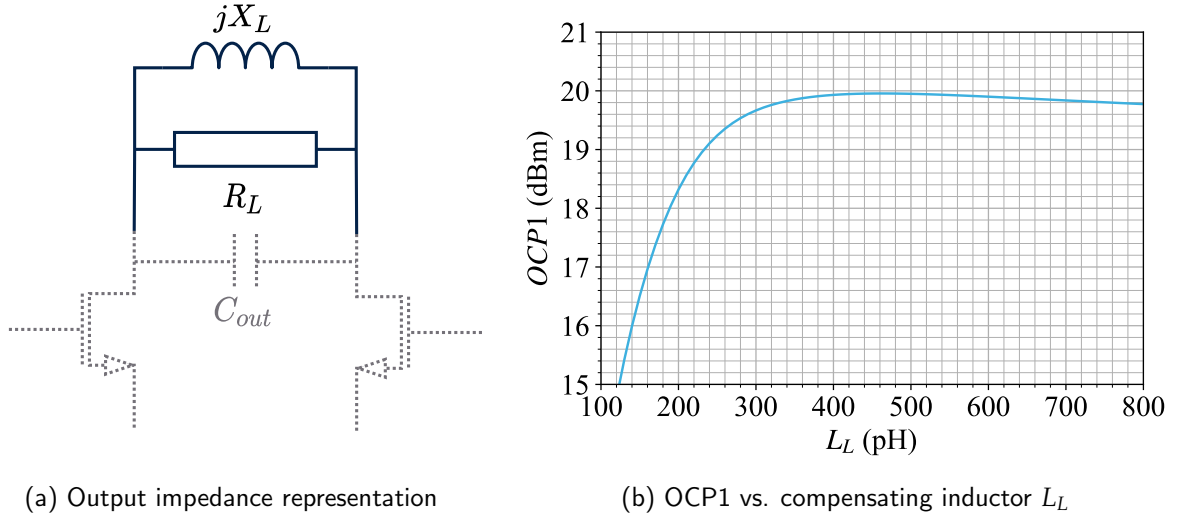 jX_L
R_L
C_out
21
20
19
18
17
16
15
OCP1 (dBm)
100 200 300 400 500 600 700 800
L_L (pH)
(a) Output impedance representation
(b) OCP1 vs. compensating inductor L_L